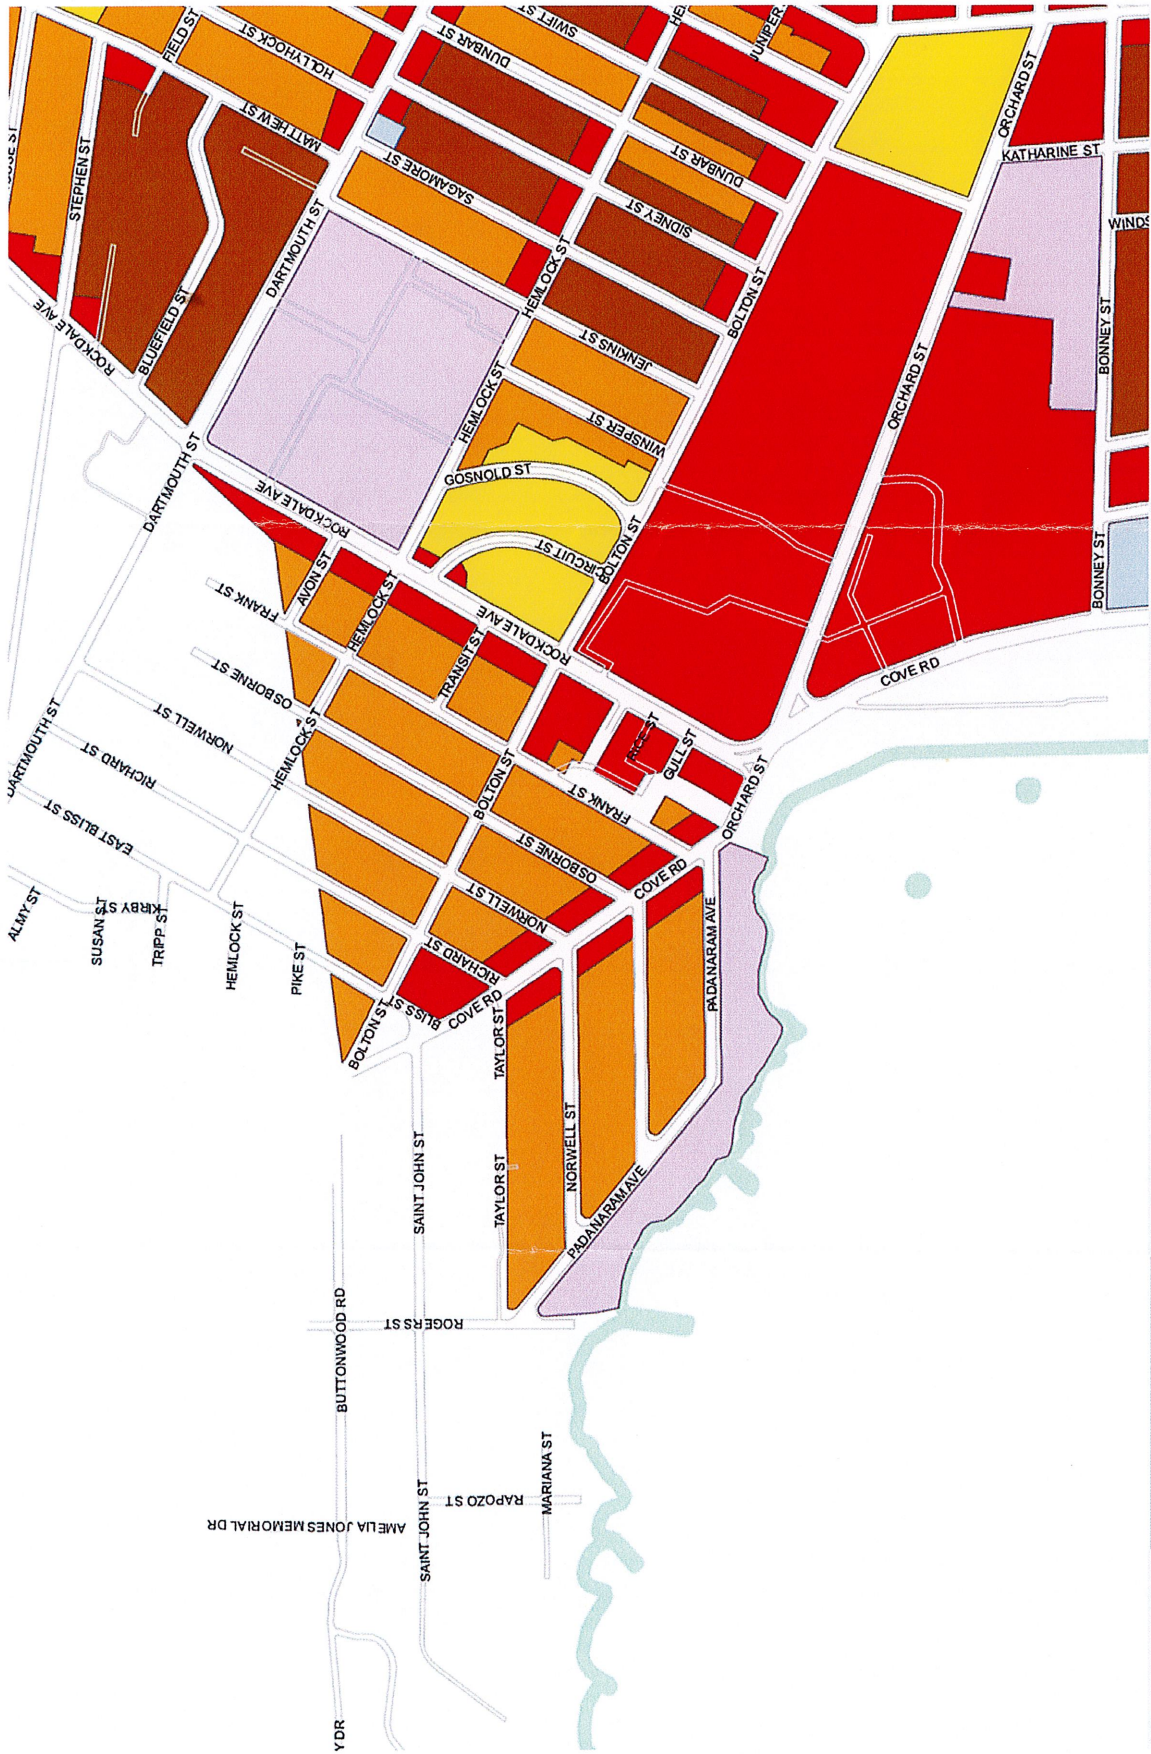 FIELD ST
HOLLYHOCK ST
DUNBAR ST
SWIFT ST
JUNIPER
ORCHARD ST
STEPHEN ST
MATTHEW ST
SAGAMORE ST
DUNBAR ST
KATHARINE ST
SIDNEY ST
WINDS
DARTMOUTH ST
HEMLOCK ST
BOLTON ST
ROCKDALE AVE
BLUEFIELD ST
JENKINS ST
BONNEY ST
HEMLOCK ST
ORCHARD ST
WINSPER ST
DARTMOUTH ST
GOSNOLD ST
ROCKDALE AVE
CIRCUIT ST
BOLTON ST
BONNEY ST
AVON ST
FRANK ST
HEMLOCK ST
ROCKDALE AVE
TRANSIT ST
OSBORNE ST
COVE RD
NORWELL ST
RICHARD ST
DARTMOUTH ST
HEMLOCK ST
RICE ST
GULL ST
BOLTON ST
FRANK ST
ORCHARD ST
EAST BLISS ST
OSBORNE ST
COVE RD
ALMY ST
SUSAN ST
KIRBY ST
TRIPP ST
HEMLOCK ST
PIKE ST
NORWELL ST
RICHARD ST
PADANARAM AVE
BLISS ST
COVE RD
BOLTON ST
TAYLOR ST
NORWELL ST
SAINT JOHN ST
TAYLOR ST
PADANARAM AVE
BUTTONWOOD RD
ROGERS ST
MARIANA ST
SAINT JOHN ST
RAPOZO ST
AMELIA JONES MEMORIAL DR
Y DR